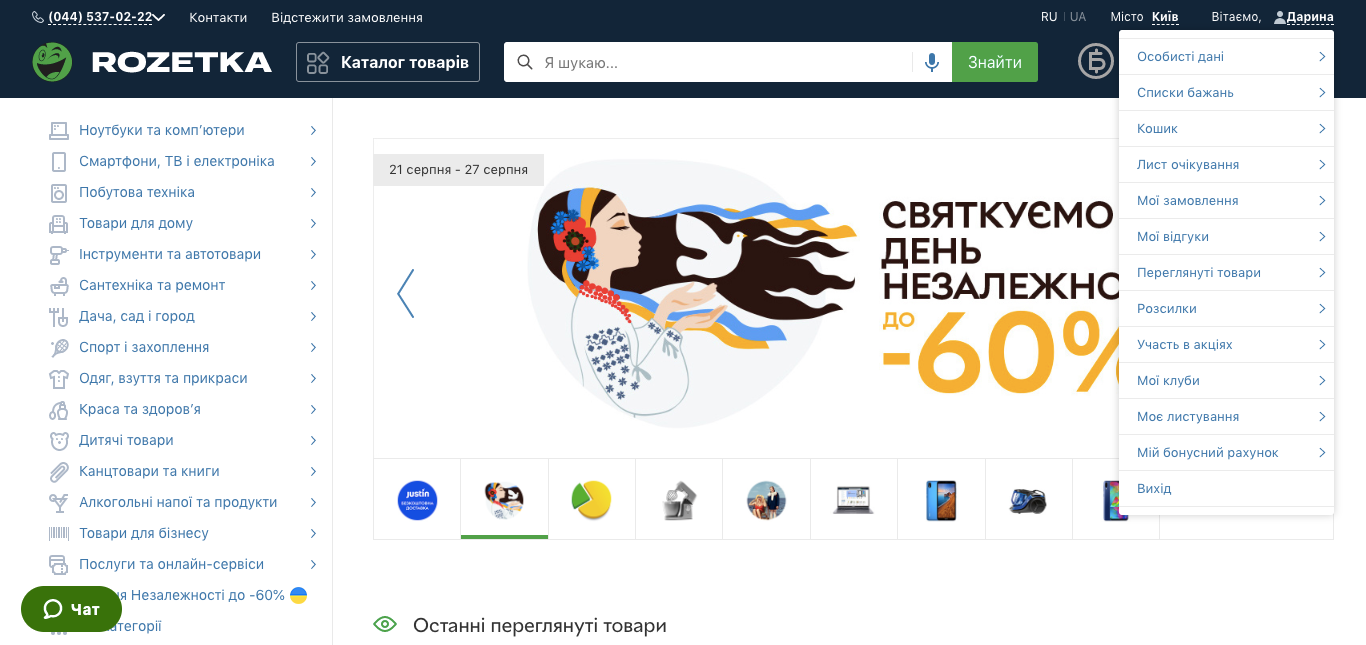 (044) 537-02-22
Контакти
Відстежити замовлення
RU | UA
Місто Київ
Вітаємо, Дарина
ROZETKA
Каталог товарів
Я шукаю...
Знайти
Особисті дані
Списки бажань
Кошик
Лист очікування
Мої замовлення
Мої відгуки
Переглянуті товари
Розсилки
Участь в акціях
Мої клуби
Моє листування
Мій бонусний рахунок
Вихід
Ноутбуки та комп’ютери
Смартфони, ТВ і електроніка
Побутова техніка
Товари для дому
Інструменти та автотовари
Сантехніка та ремонт
Дача, сад і город
Спорт і захоплення
Одяг, взуття та прикраси
Краса та здоров’я
Дитячі товари
Канцтовари та книги
Алкогольні напої та продукти
Товари для бізнесу
Послуги та онлайн-сервіси
Незалежності до -60%
Чат
21 серпня - 27 серпня
СВЯТКУЄМО
ДЕНЬ
НЕЗАЛЕЖНО
ДО
-60%
justin
БЕЗКОШТОВНА
ДОСТАВКА
Останні переглянуті товари